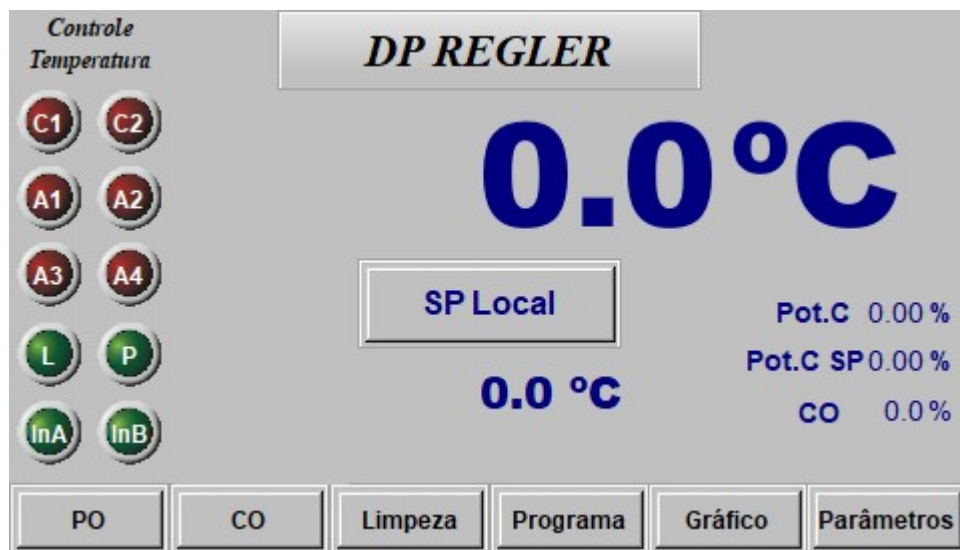 Controle
Temperatura
DP REGLER
C1 C2
A1 A2
A3 A4
L P
InA InB
0.0ºC
SP Local
0.0 ºC
Pot.C 0.00 %
Pot.C SP 0.00 %
CO 0.0 %
PO CO Limpeza Programa Gráfico Parâmetros